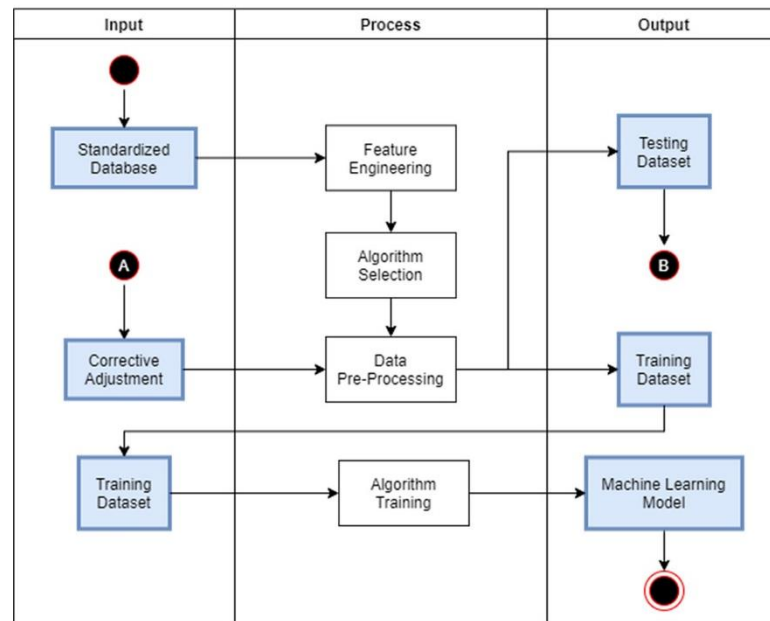 Input
Process
Output
Standardized
Database
Feature
Engineering
Testing
Dataset
A
Algorithm
Selection
B
Corrective
Adjustment
Data
Pre-Processing
Training
Dataset
Training
Dataset
Algorithm
Training
Machine Learning
Model